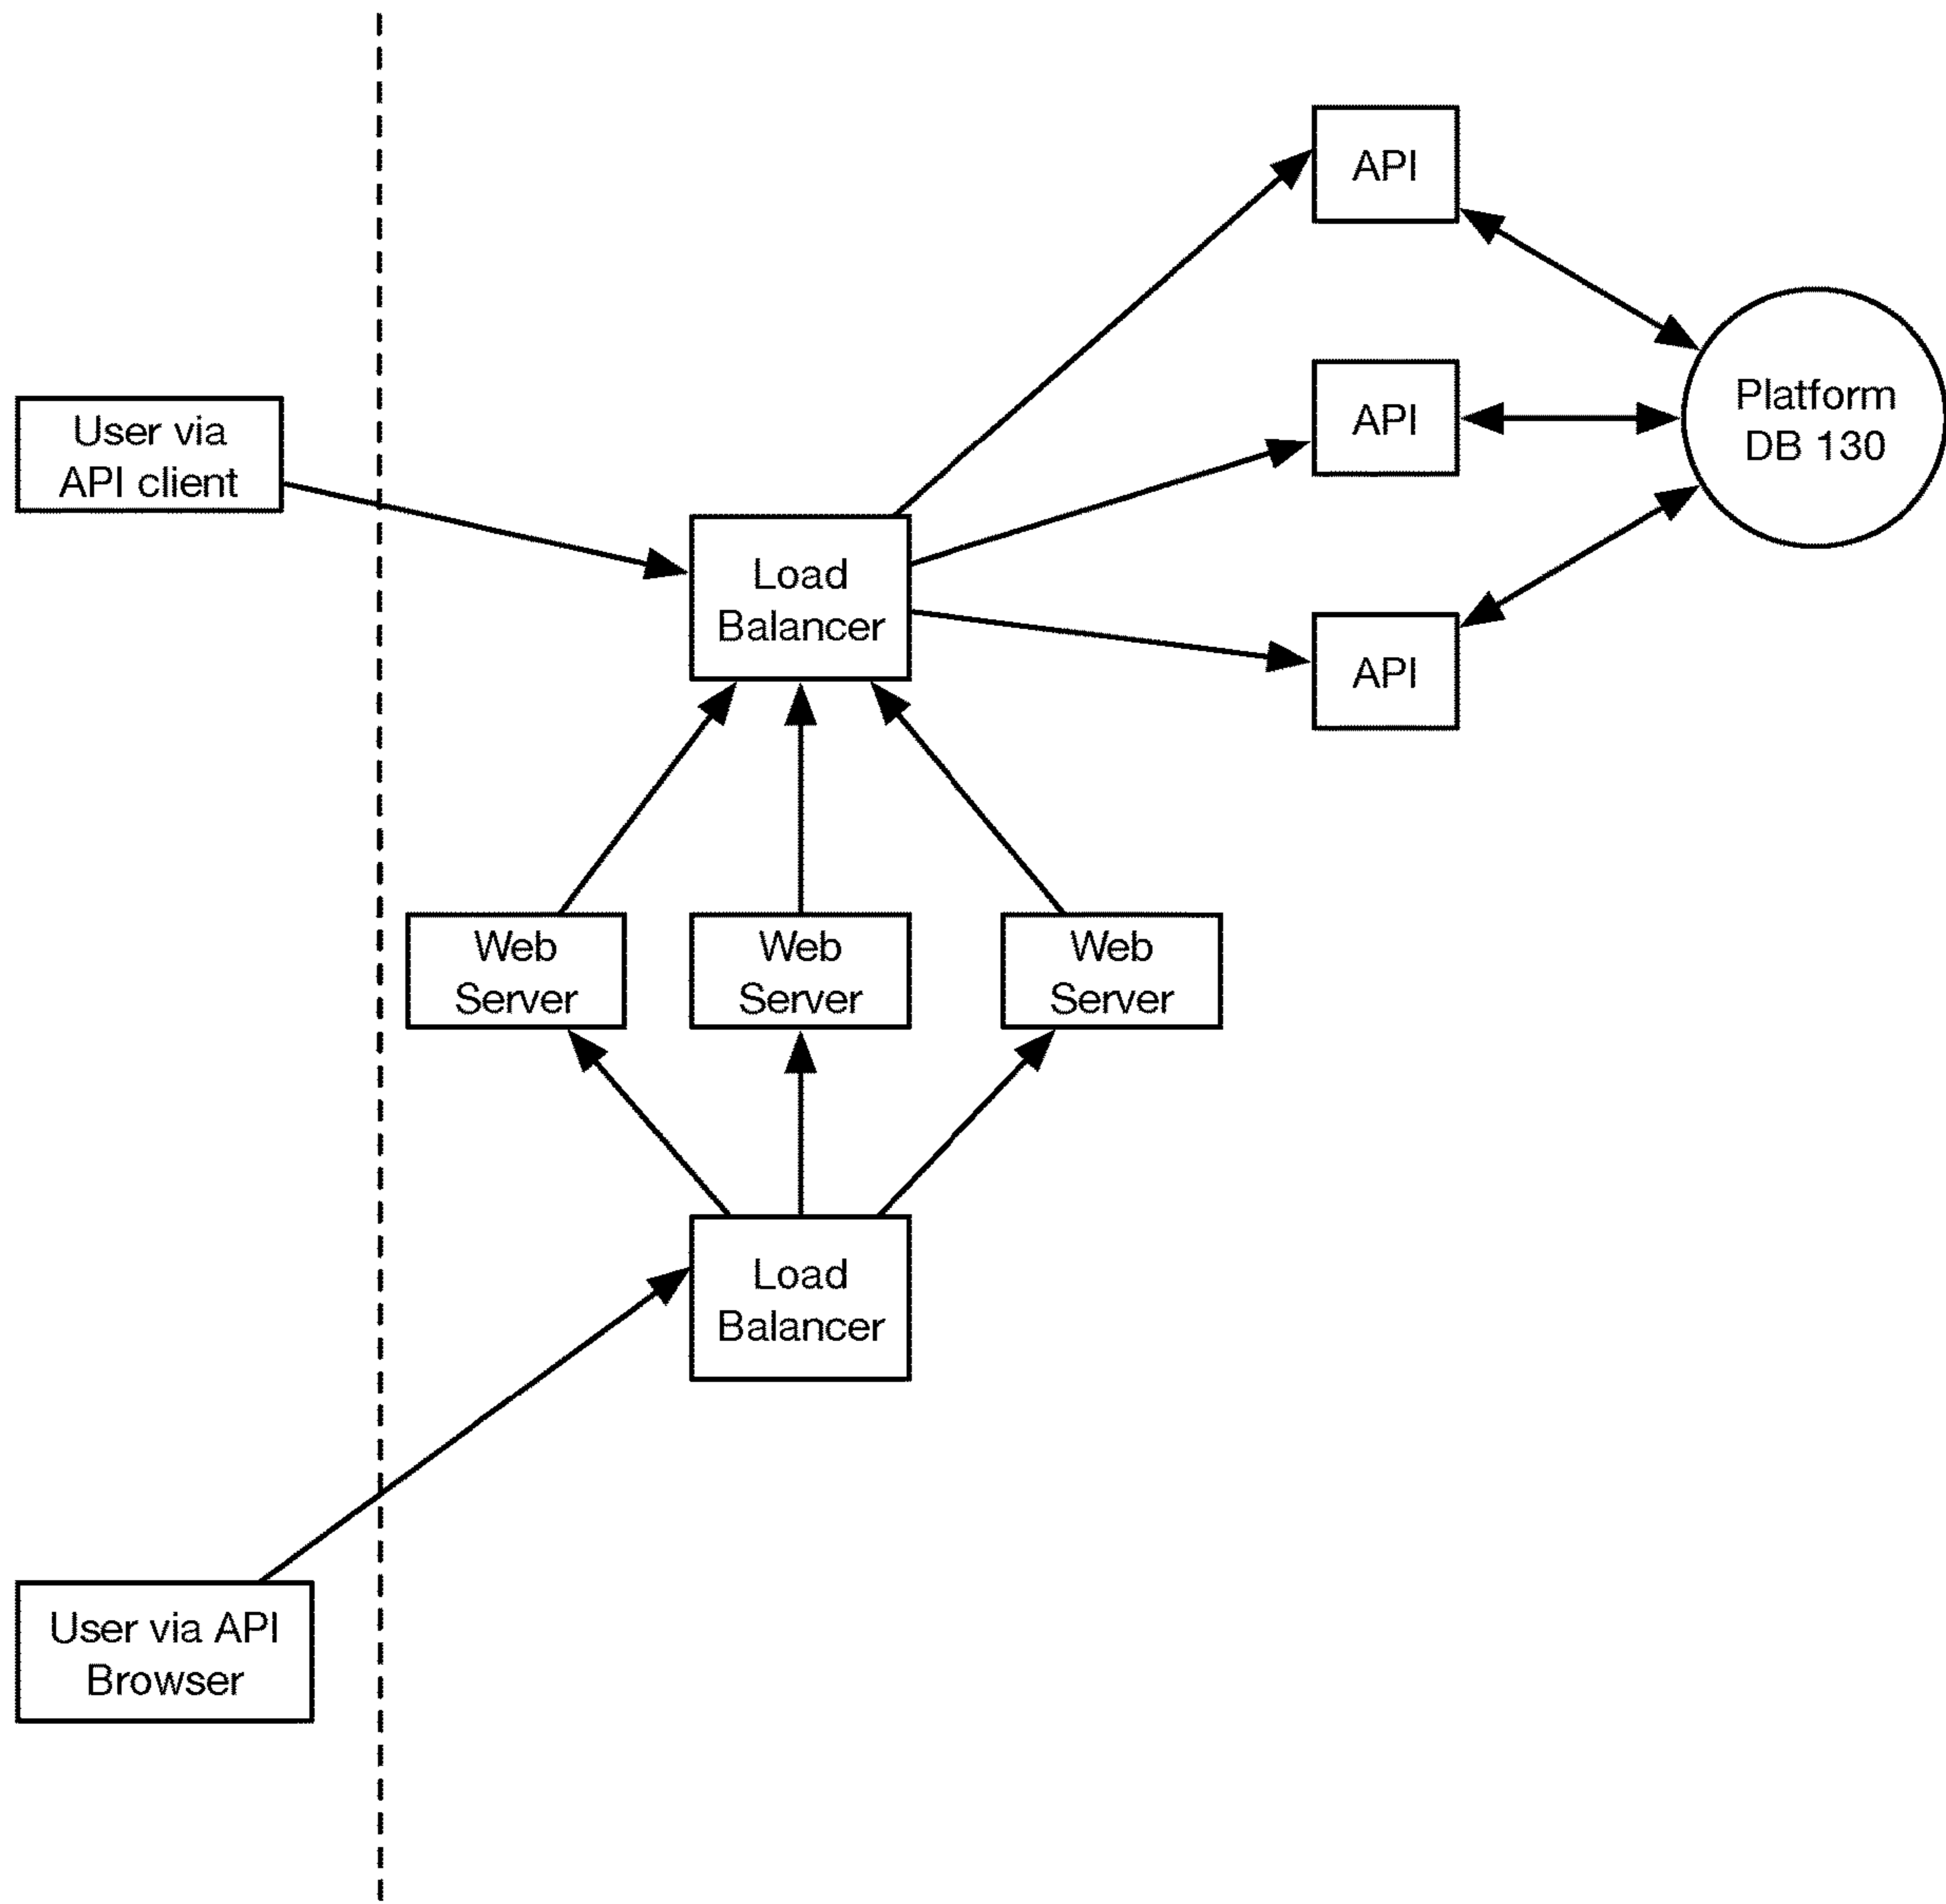 API
User via
API client
API
Platform
DB 130
Load
Balancer
API
Web
Server
Web
Server
Web
Server
Load
Balancer
User via API
Browser